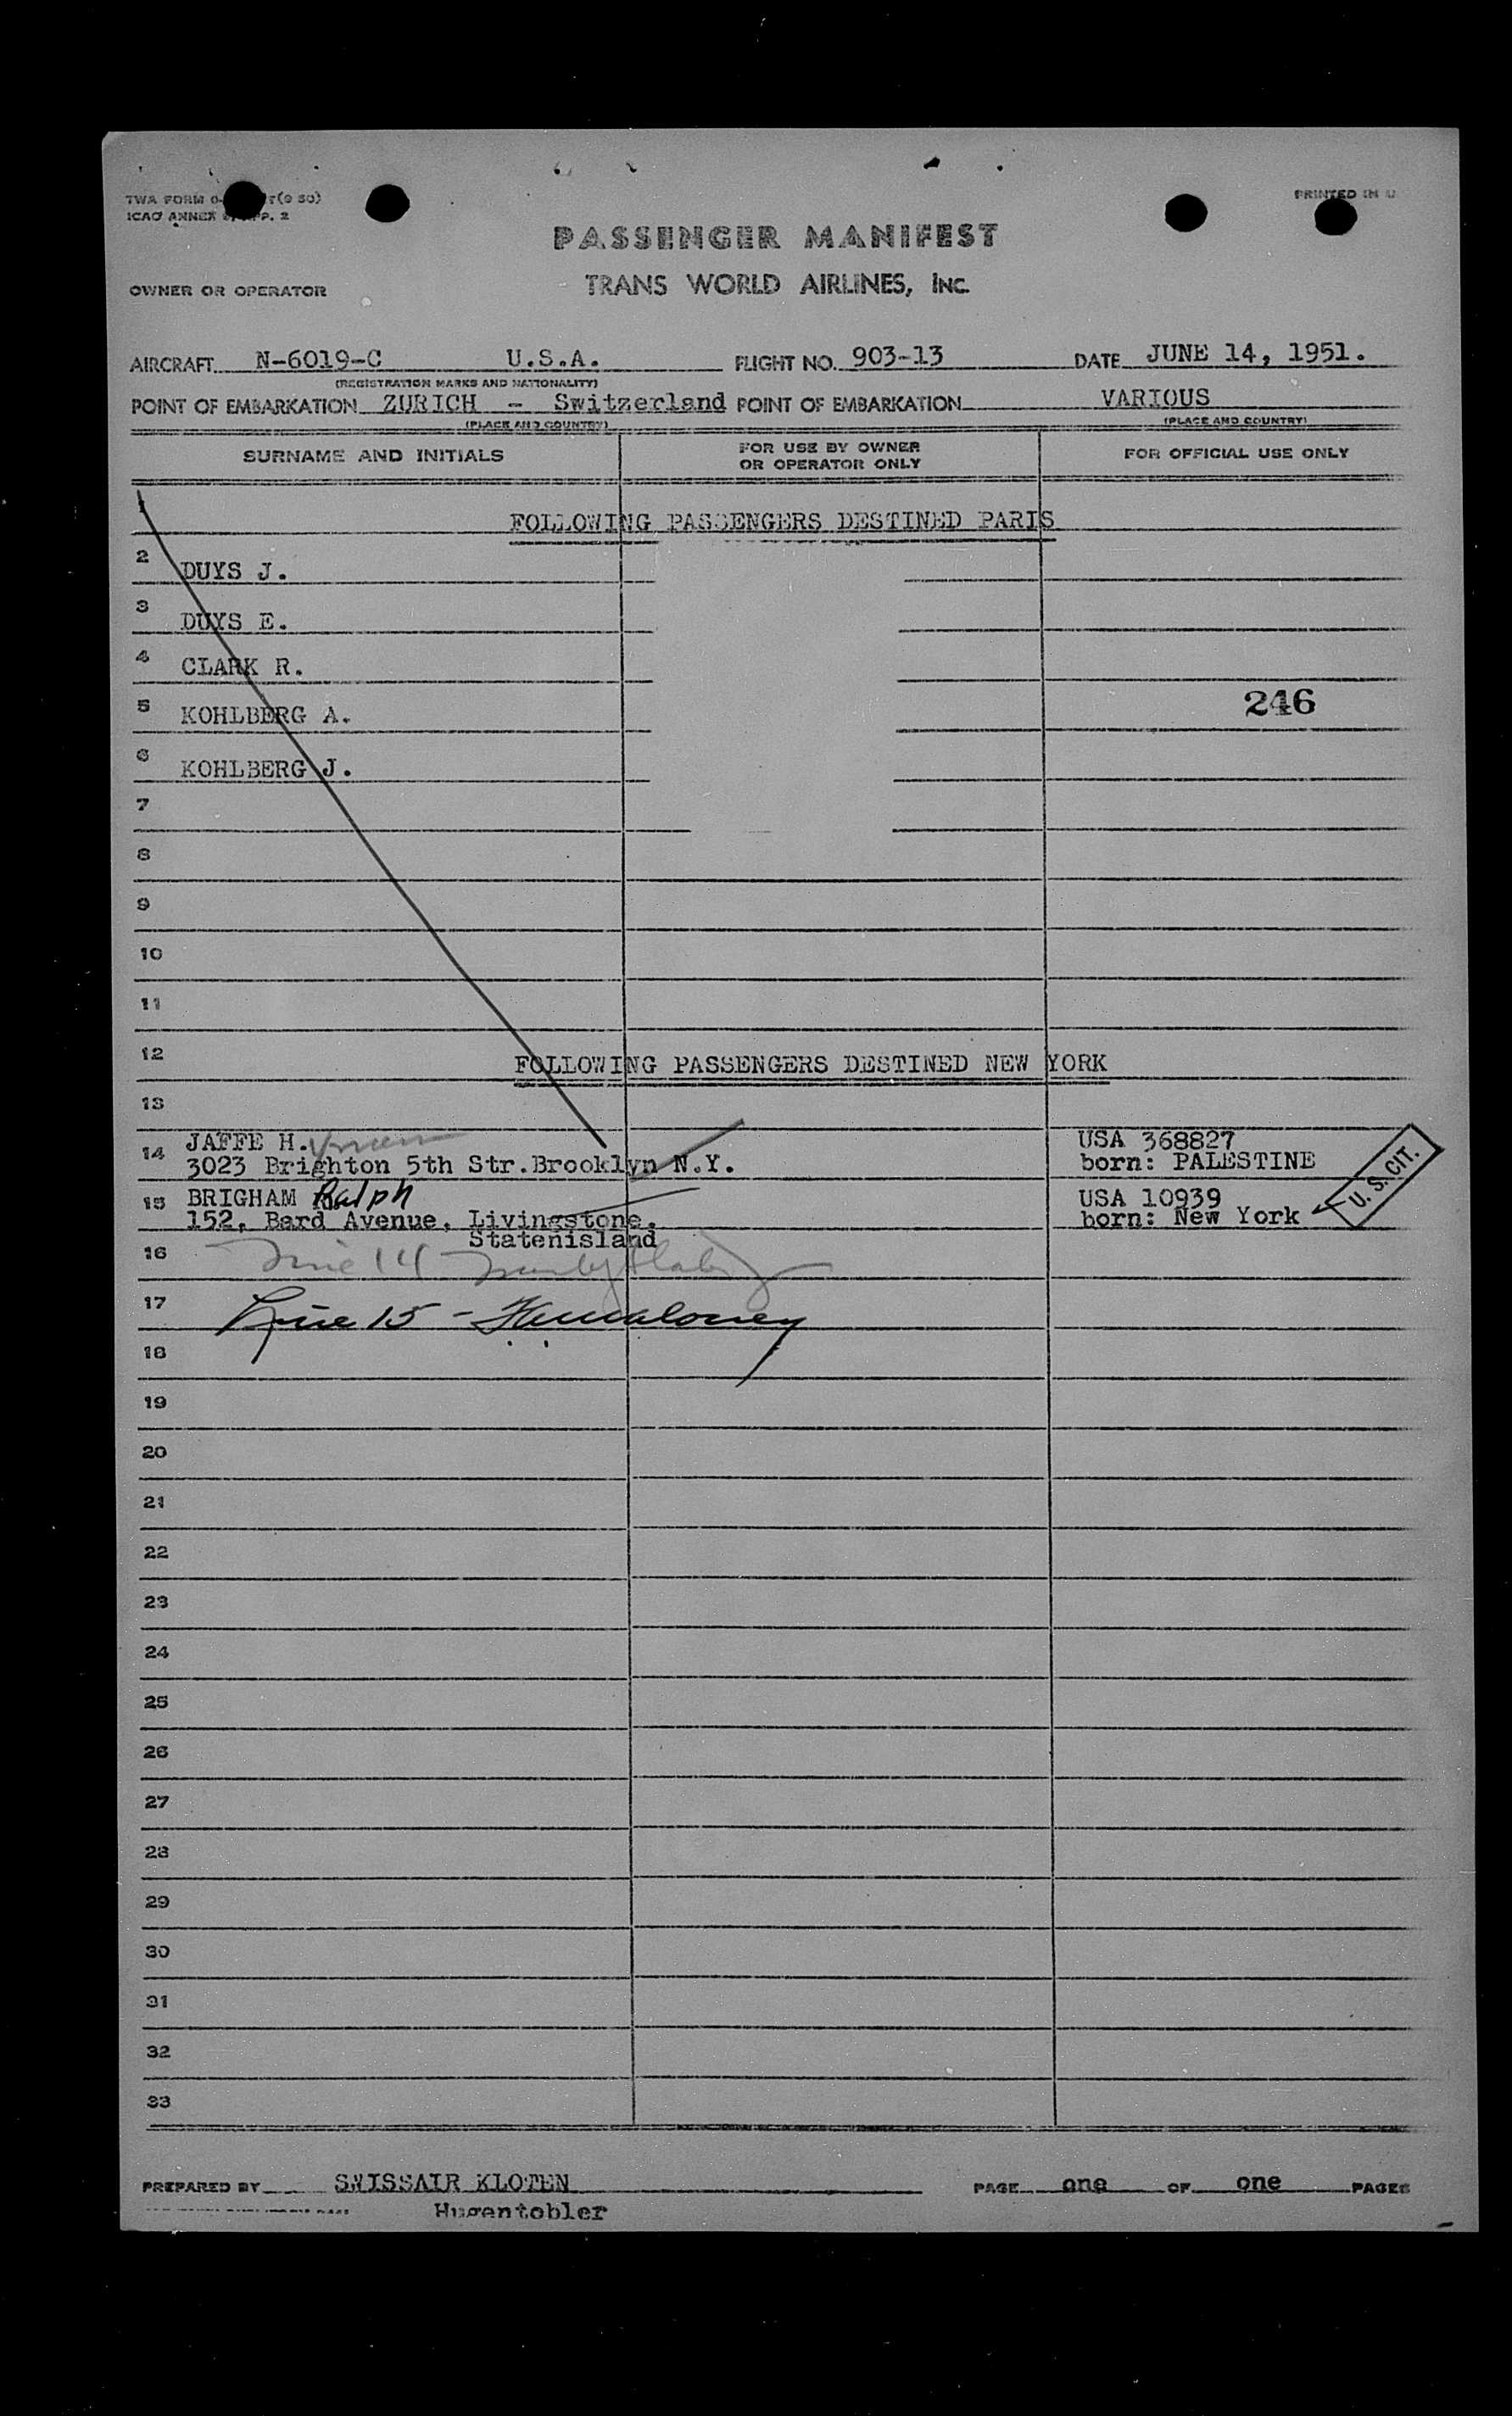 TWA FORM (9 50)
PRINTED IN U
ICAO ANNEX APP. 2
PASSENGER MANIFEST
OWNER OR OPERATOR
TRANS WORLD AIRLINES, INC.
AIRCRAFT N-6019-C U.S.A. FLIGHT NO. 903-13 DATE JUNE 14, 1951.
(REGISTRATION MARKS AND NATIONALITY)
POINT OF EMBARKATION ZURICH - Switzerland POINT OF EMBARKATION VARIOUS
(PLACE AND COUNTRY) (PLACE AND COUNTRY)
SURNAME AND INITIALS FOR USE BY OWNER OR OPERATOR ONLY FOR OFFICIAL USE ONLY
1
FOLLOWING PASSENGERS DESTINED PARIS
2 DUYS J.
3 DUYS E.
4 CLARK R.
5 KOHLBERG A. 246
6 KOHLBERG J.
7
8
9
10
11
12 FOLLOWING PASSENGERS DESTINED NEW YORK
13
14 JAFFE H. USA 368827
3023 Brighton 5th Str.Brooklyn N.Y. born: PALESTINE
U.S.CIT.
15 BRIGHAM Ralph USA 10939
152, Bard Avenue, Livingstone, born: New York
Statenisland
16 Line 14
17 Line 15 -
18
19
20
21
22
23
24
25
26
27
28
29
30
31
32
33
PREPARED BY SWISSAIR KLOTEN PAGE one OF one PAGES
Hugentobler